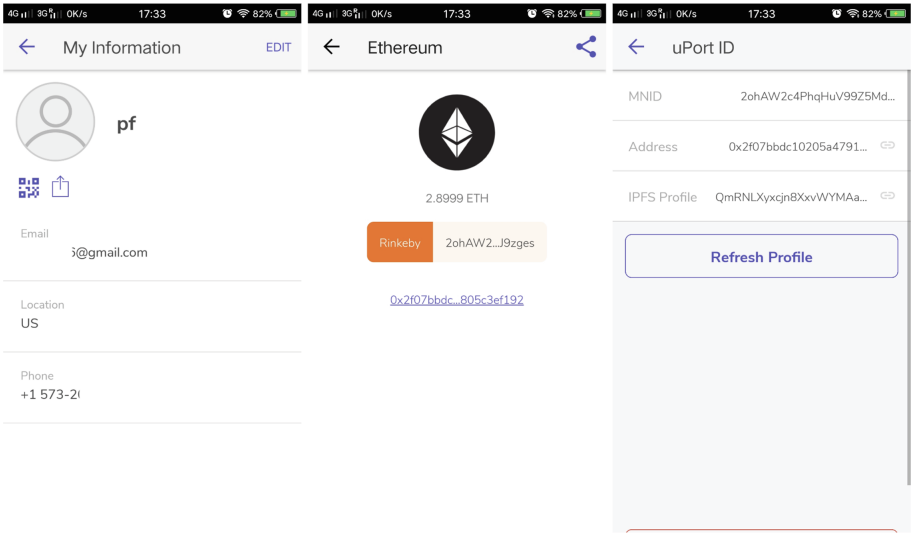 4G 3G R 0K/s 17:33 82%
My Information EDIT
pf
Email
5@gmail.com
Location
US
Phone
+1 573-20
4G 3G R 0K/s 17:33 82%
Ethereum
2.8999 ETH
Rinkeby 2ohAW2...J9zges
0x2f07bbdc...805c3ef192
4G 3G R 0K/s 17:33 82%
uPort ID
MNID 2ohAW2c4PhqHuV99Z5Md...
Address 0x2f07bbdc10205a4791...
IPFS Profile QmRNLXyxcjn8XxvWYMAa...
Refresh Profile